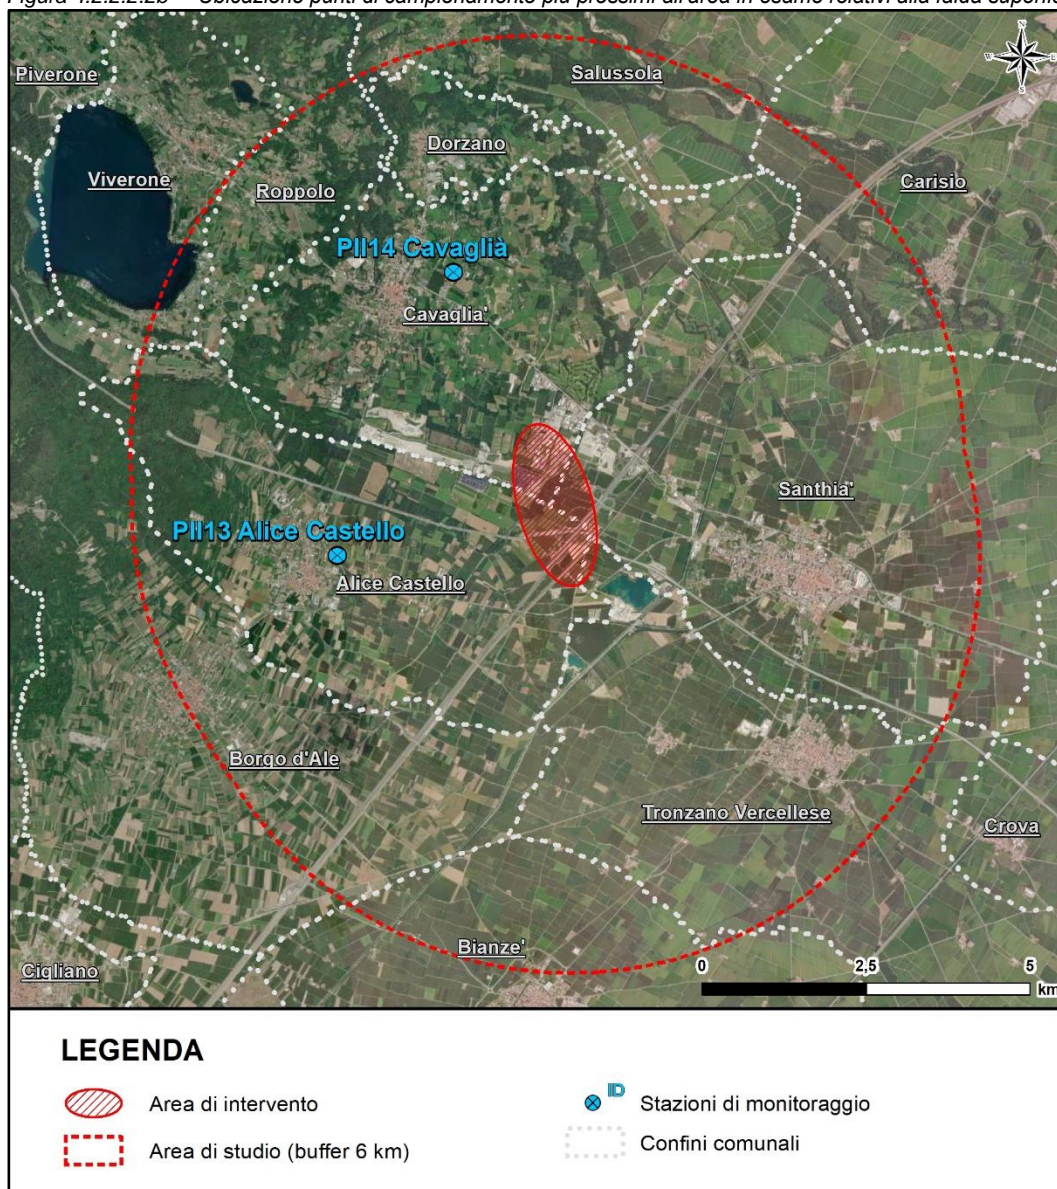 Figura 4.2.2.2.2b – Ubicazione punti di campionamento più prossimi all'area in esame relativi alla falda
N
W E
S
Piverone
Salussola
Dorzano
Viverone
Roppolo
Carisio
PII14 Cavaglià
Cavaglia'
Santhia'
PII13 Alice Castello
Alice Castello
Borgo d'Ale
Tronzano Vercellese
Crova
Bianze'
Cigliano
0 2,5 5
km
LEGENDA
Area di intervento
ID
Stazioni di monitoraggio
Area di studio (buffer 6 km)
Confini comunali